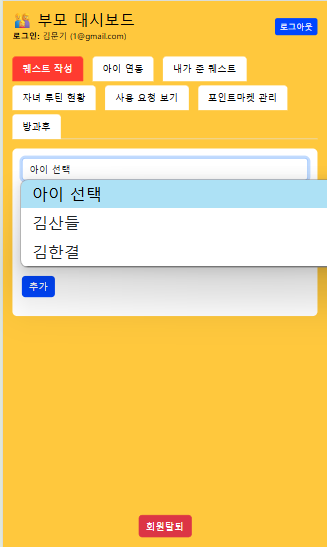 부모 대시보드
로그아웃
로그인: 김문기 (1@gmail.com)
퀘스트 작성 아이 연동 내가 준 퀘스트
자녀 루틴 현황 사용 요청 보기 포인트마켓 관리
방과후
아이 선택
아이 선택
김산들
김한결
추가
회원탈퇴